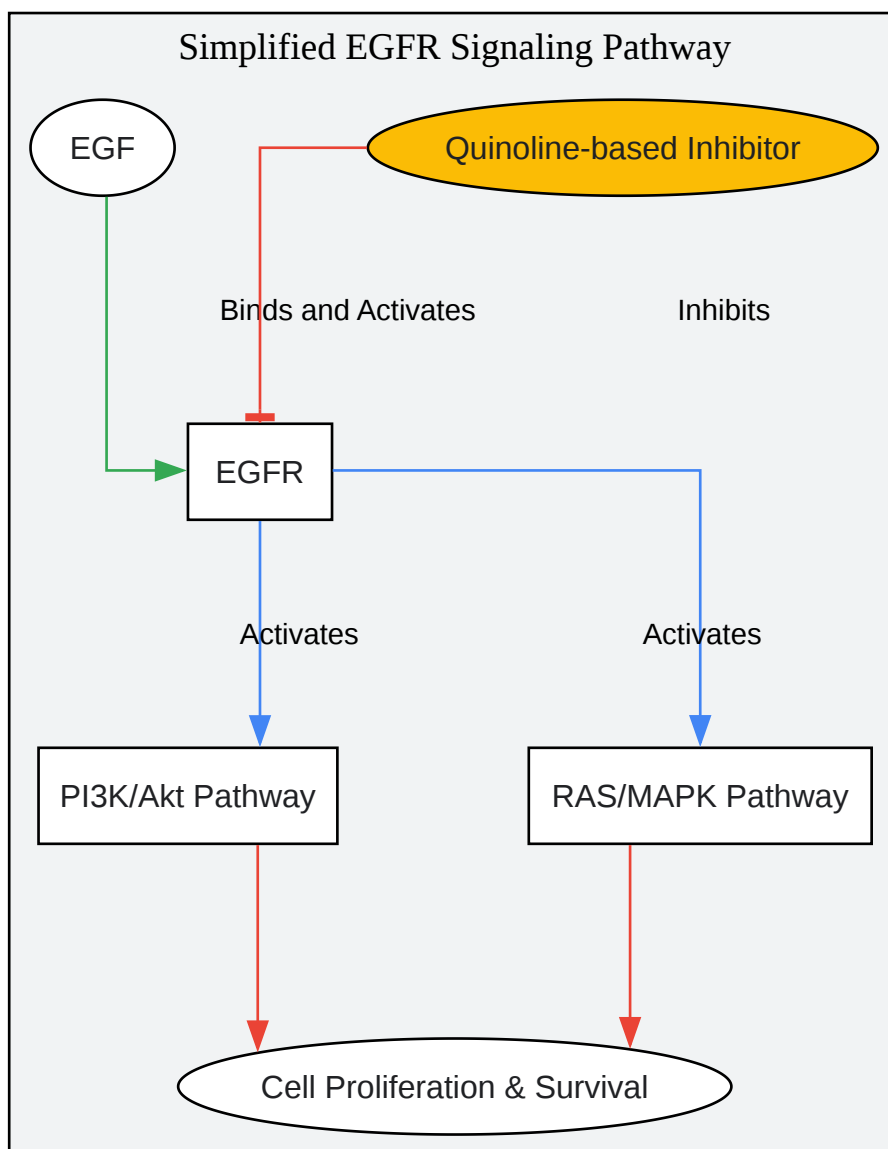 Simplified EGFR Signaling Pathway
EGF
Quinoline-based Inhibitor
Binds and Activates
Inhibits
EGFR
Activates
Activates
PI3K/Akt Pathway
RAS/MAPK Pathway
Cell Proliferation & Survival